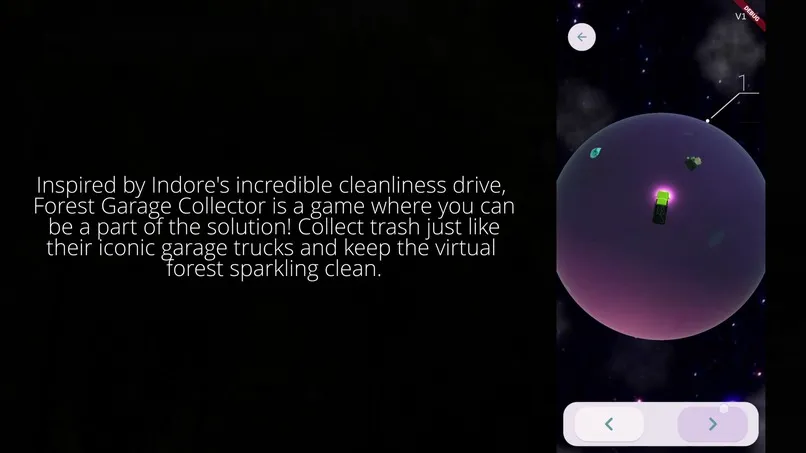 Inspired by Indore's incredible cleanliness drive,
Forest Garage Collector is a game where you can
be a part of the solution! Collect trash just like
their iconic garage trucks and keep the virtual
forest sparkling clean.
V1
DEBUG
1